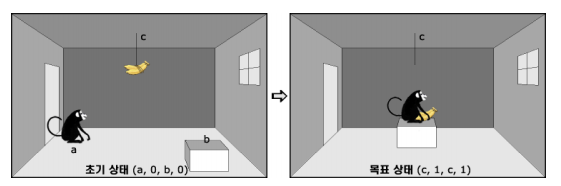 c
b
a
초기 상태 (a, 0, b, 0)
c
목표 상태 (c, 1, c, 1)